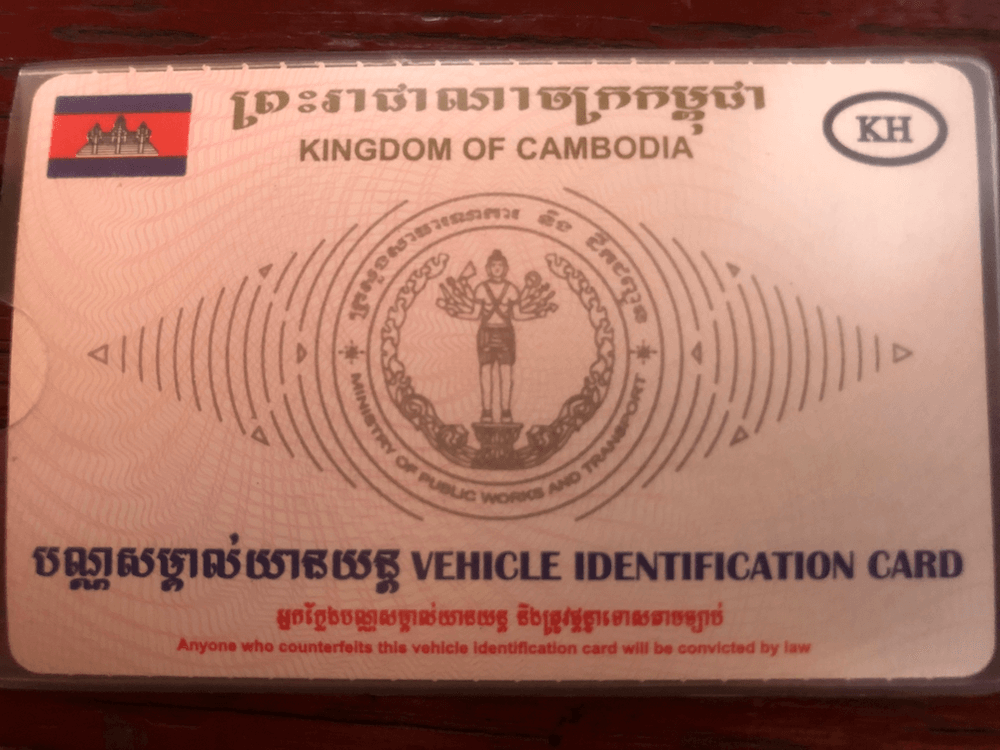 ព្រះរាជាណាចក្រកម្ពុជា
KINGDOM OF CAMBODIA
KH
ក្រសួងសាធារណការ និង ដឹកជញ្ជូន
MINISTRY OF PUBLIC WORKS AND TRANSPORT
បណ្ណសម្គាល់យានយន្ត VEHICLE IDENTIFICATION CARD
អ្នកក្លែងបណ្ណសម្គាល់យានយន្ត នឹងត្រូវផ្តន្ទាទោសតាមច្បាប់
Anyone who counterfeits this vehicle identification card will be convicted by law